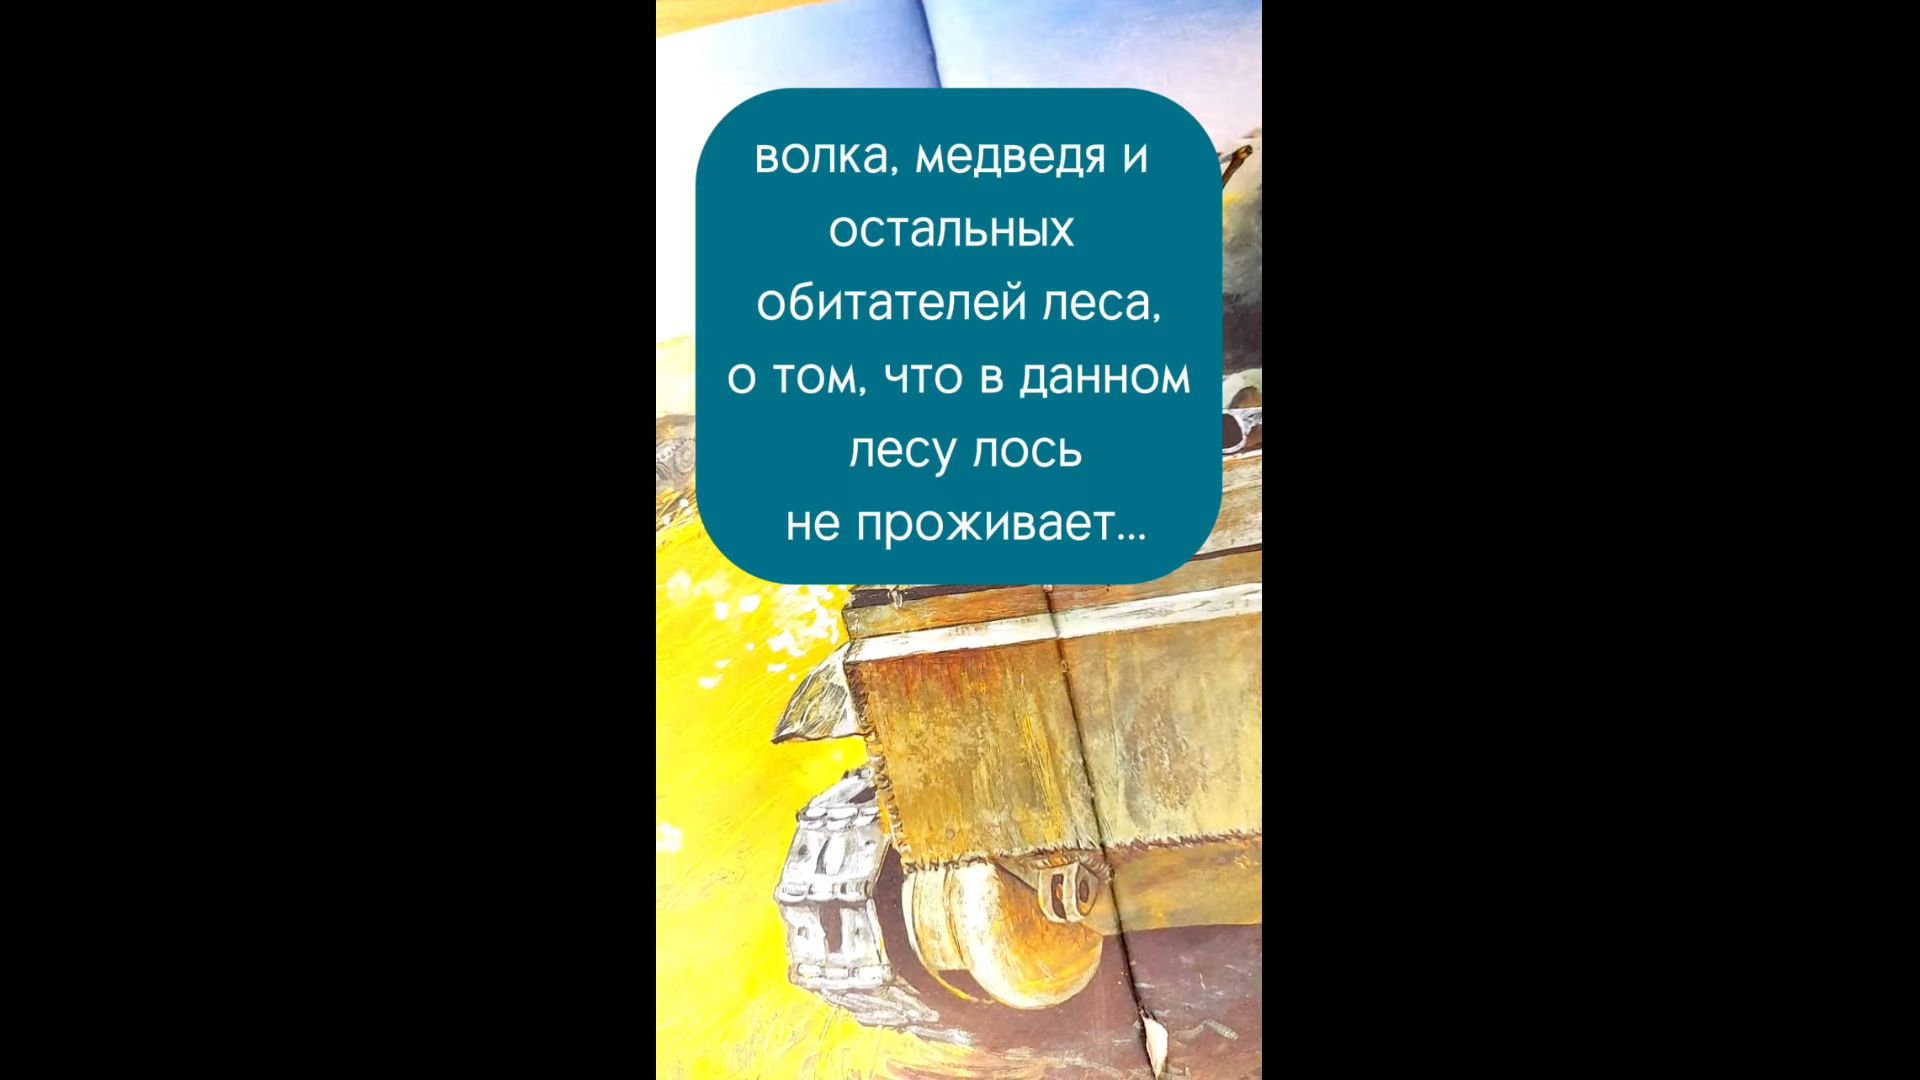 волка, медведя и
остальных
обитателей леса,
о том, что в данном
лесу лось
не проживает...